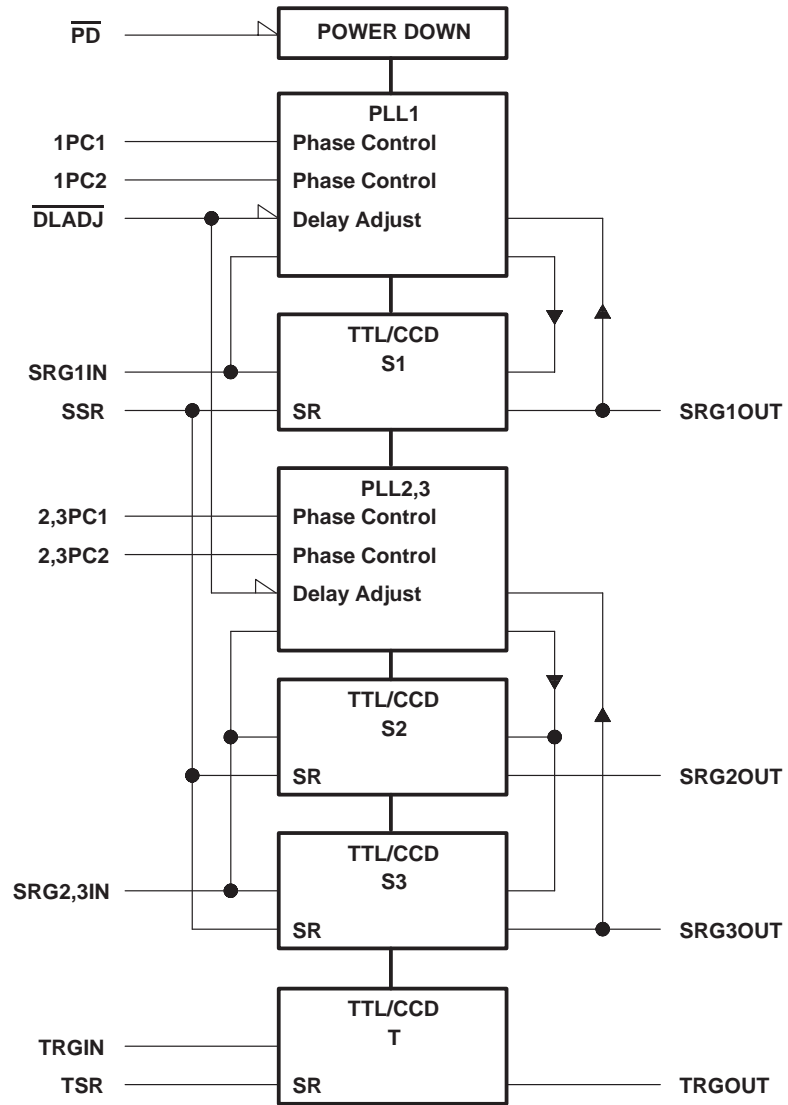 PD POWER DOWN
PLL1
1PC1 Phase Control
1PC2 Phase Control
DLADJ Delay Adjust
TTL/CCD
S1
SRG1IN
SSR SR SRG1OUT
PLL2,3
2,3PC1 Phase Control
2,3PC2 Phase Control
Delay Adjust
TTL/CCD
S2
SR SRG2OUT
TTL/CCD
S3
SRG2,3IN
SR SRG3OUT
TTL/CCD
T
TRGIN
TSR SR TRGOUT